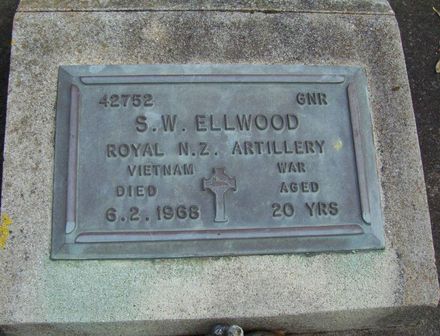 42752 GNR
S.W. ELLWOOD
ROYAL N.Z. ARTILLERY
VIETNAM WAR
DIED AGED
6.2.1968 20 YRS